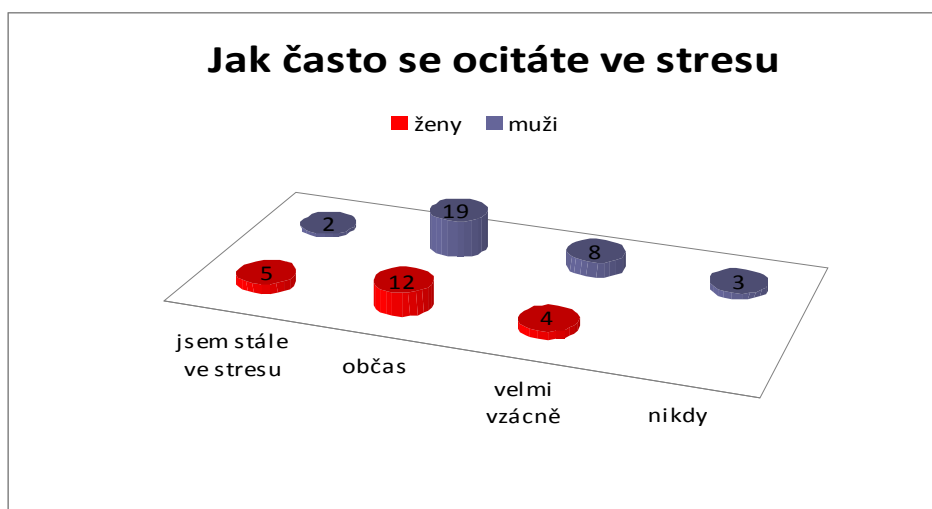 Jak často se ocitáte ve stresu
ženy muži
2
19
8
3
5
12
4
jsem stále
ve stresu
občas
velmi
vzácně
nikdy